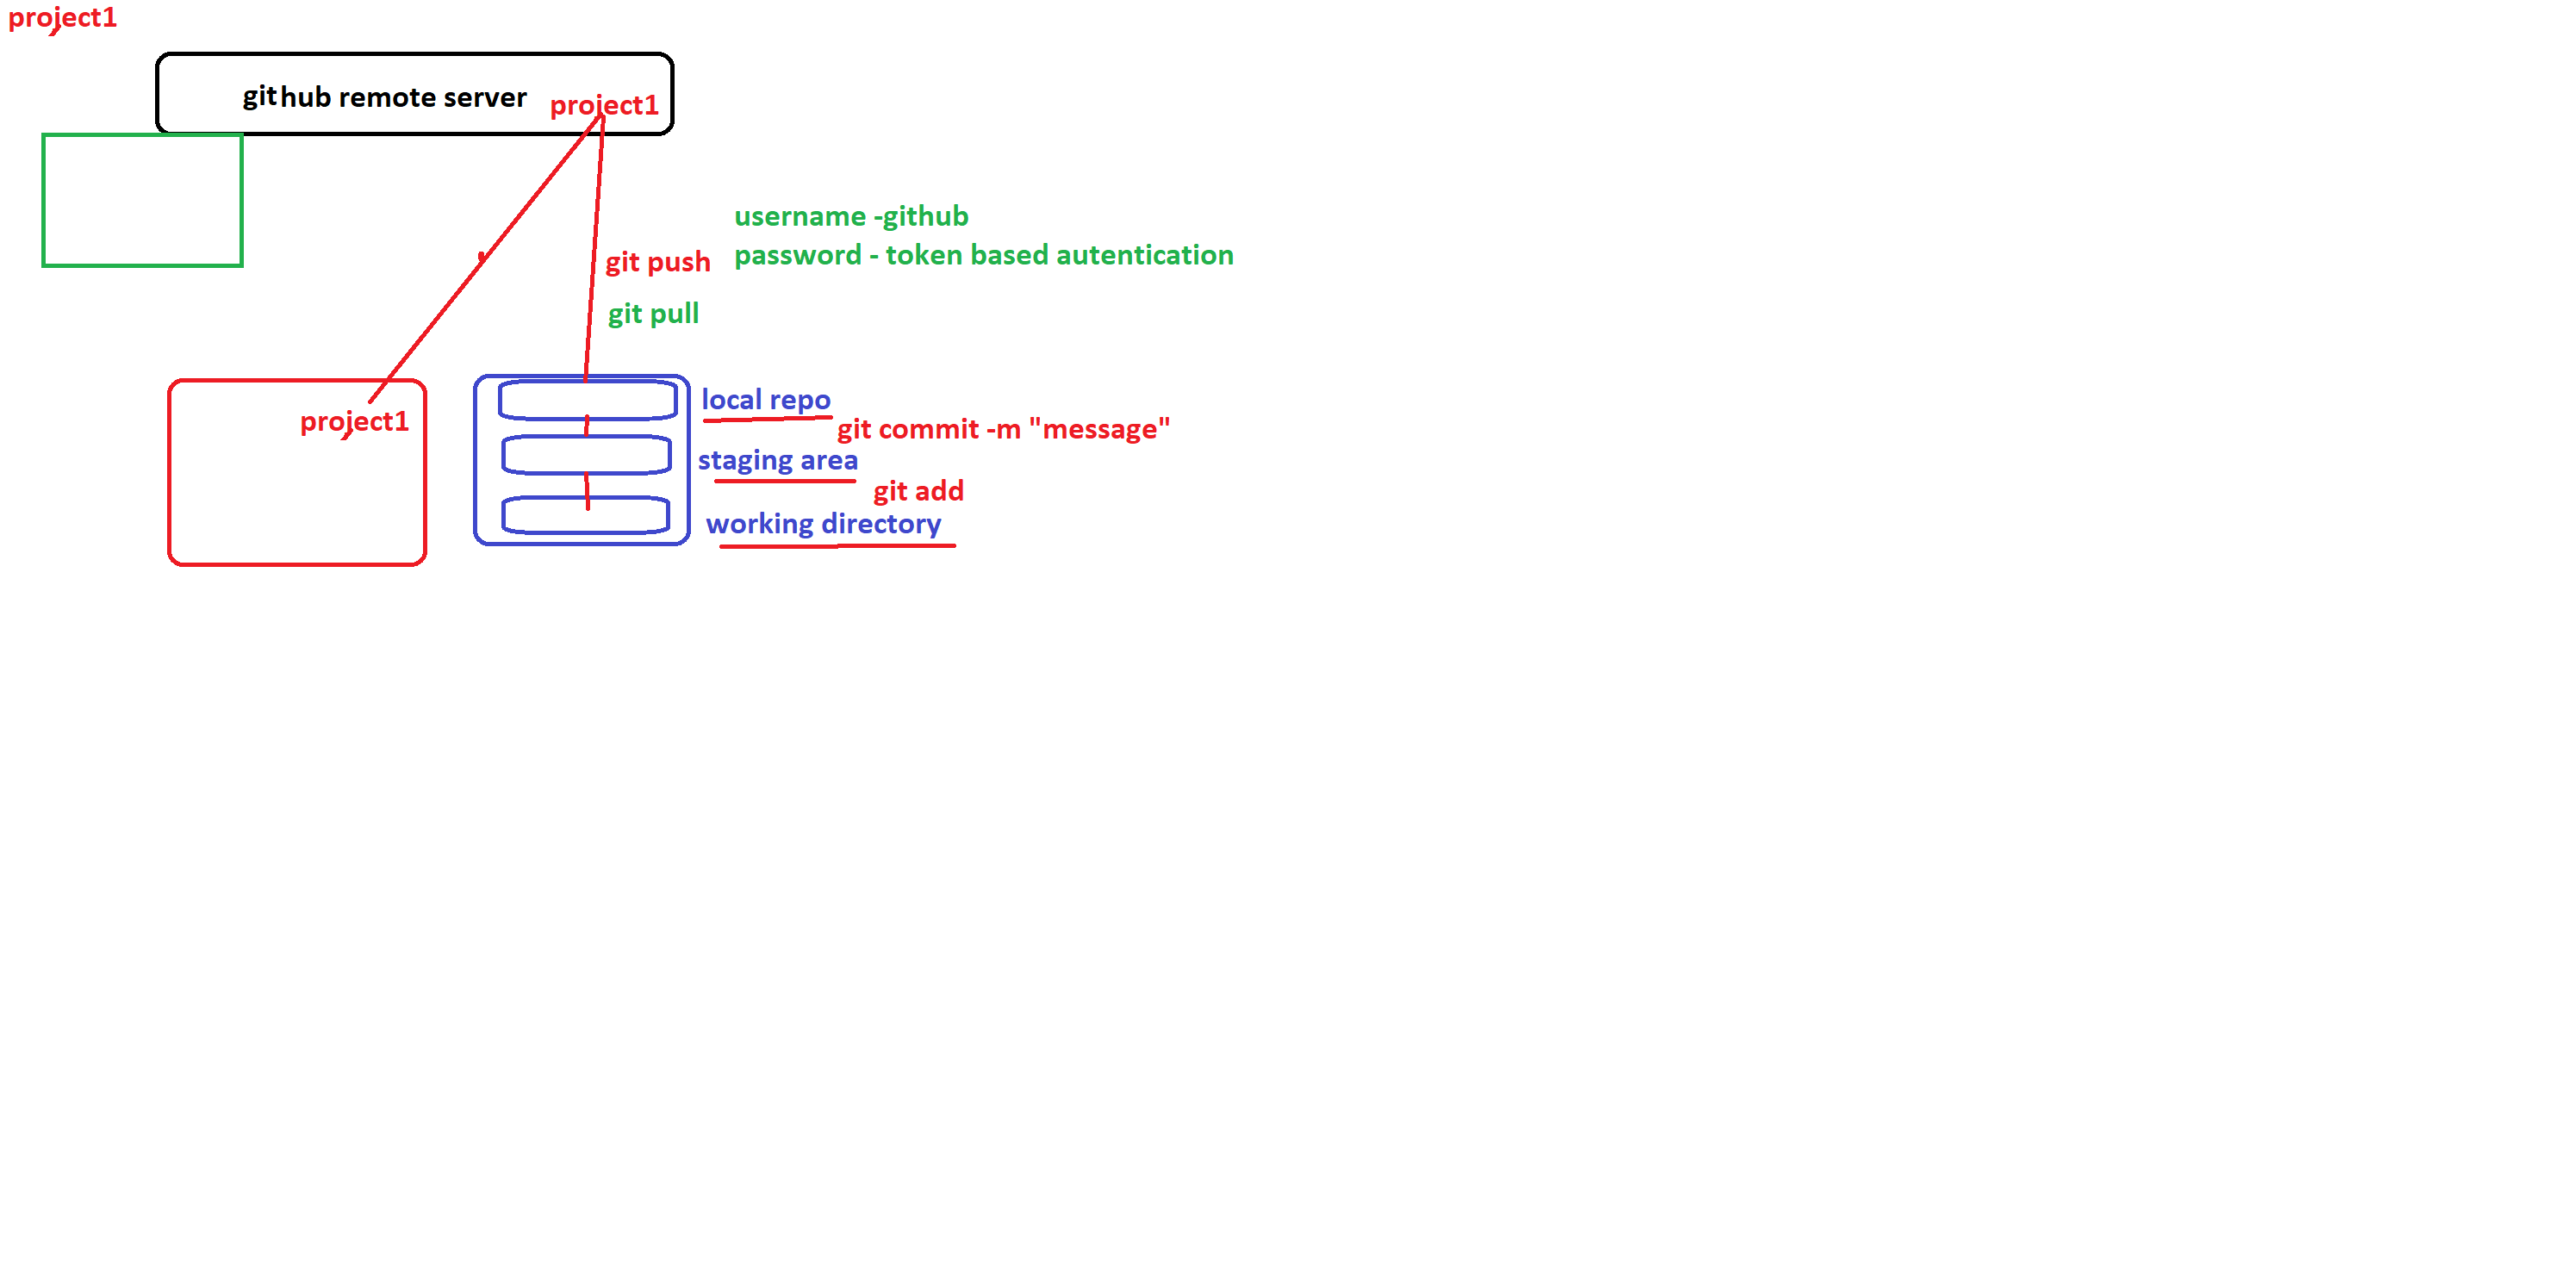 project1
github remote server project1
username -github
password - token based autentication
git push
git pull
local repo
git commit -m "message"
project1
staging area
git add
working directory